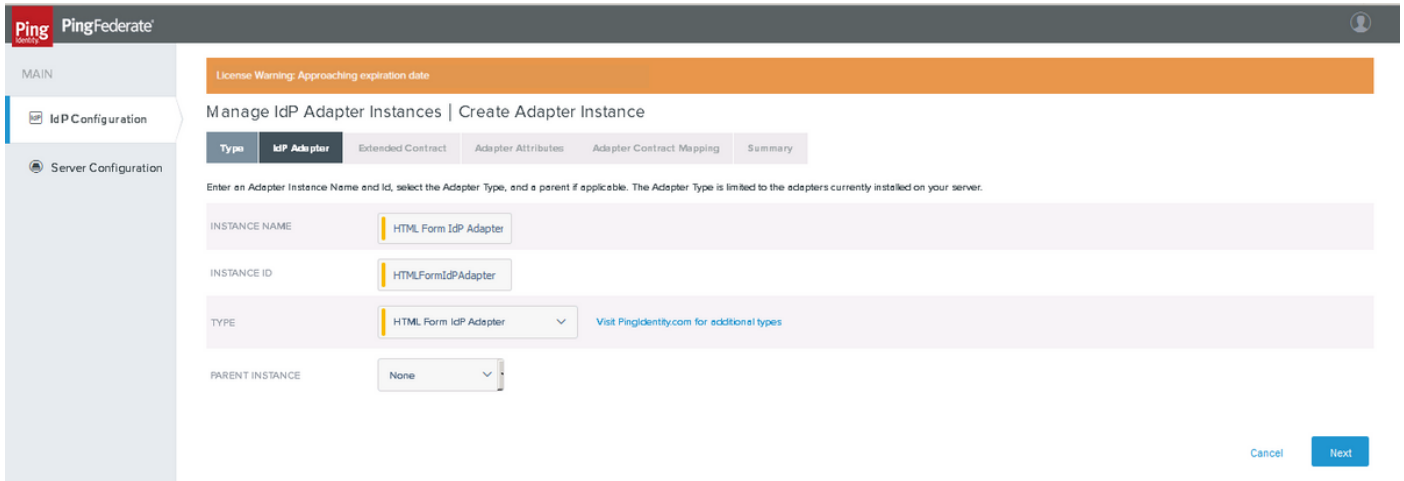 Ping Identity PingFederate®
MAIN
License Warning: Approaching expiration date
Manage IdP Adapter Instances | Create Adapter Instance
IdP IdP Configuration
Type IdP Adapter Extended Contract Adapter Attributes Adapter Contract Mapping Summary
Server Configuration
Enter an Adapter Instance Name and Id, select the Adapter Type, and a parent if applicable. The Adapter Type is limited to the adapters currently installed on your server.
INSTANCE NAME HTML Form IdP Adapter
INSTANCE ID HTMLFormIdPAdapter
TYPE HTML Form IdP Adapter Visit PingIdentity.com for additional types
PARENT INSTANCE None
Cancel Next